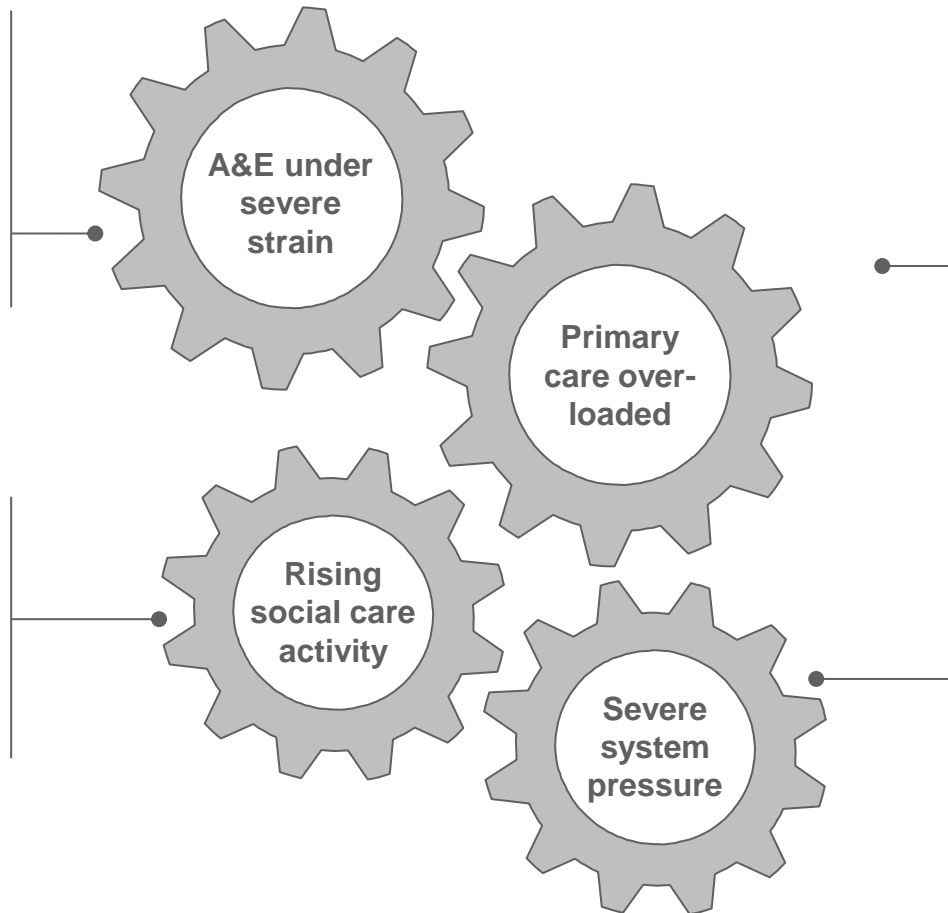 A&E under
severe
strain
Primary
care over-
loaded
Rising
social care
activity
Severe
system
pressure